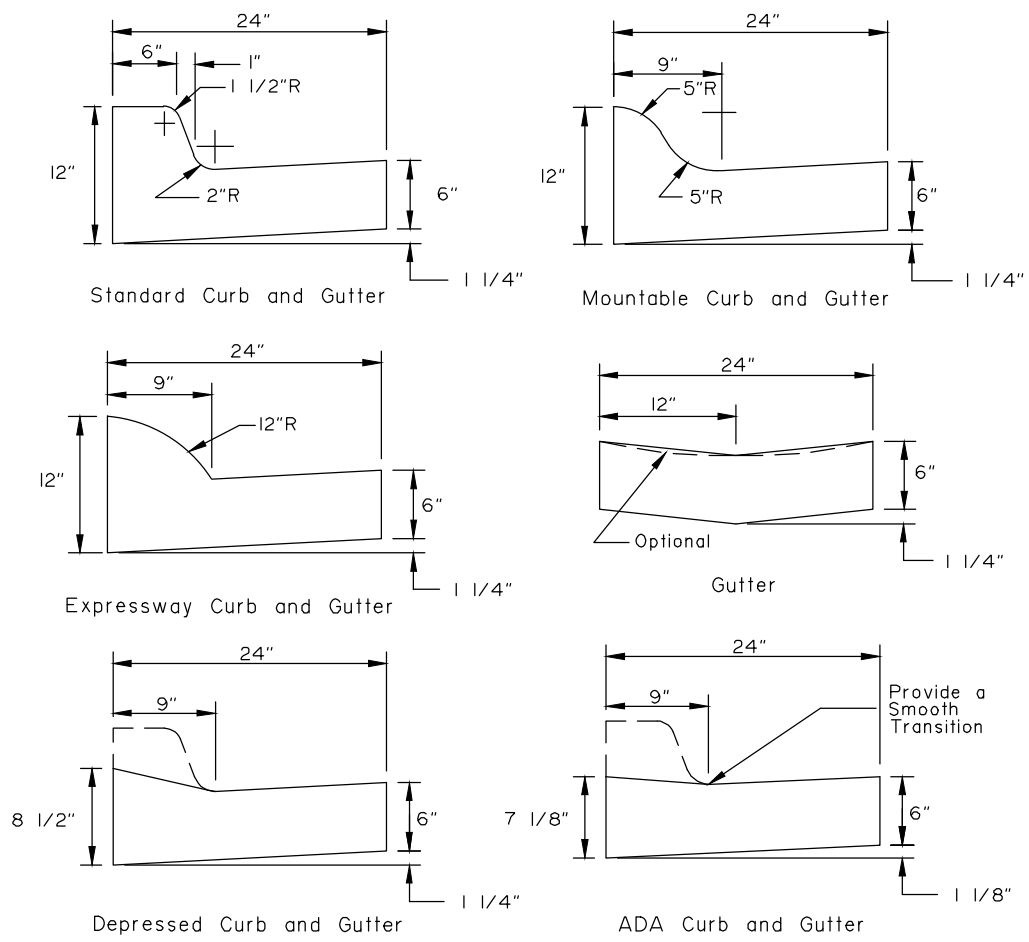 24"
6"
1"
1 1/2"R
12"
2"R
6"
1 1/4"
Standard Curb and Gutter
24"
9"
5"R
12"
5"R
6"
1 1/4"
Mountable Curb and Gutter
24"
9"
12"R
12"
6"
1 1/4"
Expressway Curb and Gutter
24"
12"
6"
Optional
1 1/4"
Gutter
24"
9"
8 1/2"
6"
1 1/4"
Depressed Curb and Gutter
24"
9"
Provide a
Smooth
Transition
7 1/8"
6"
1 1/8"
ADA Curb and Gutter